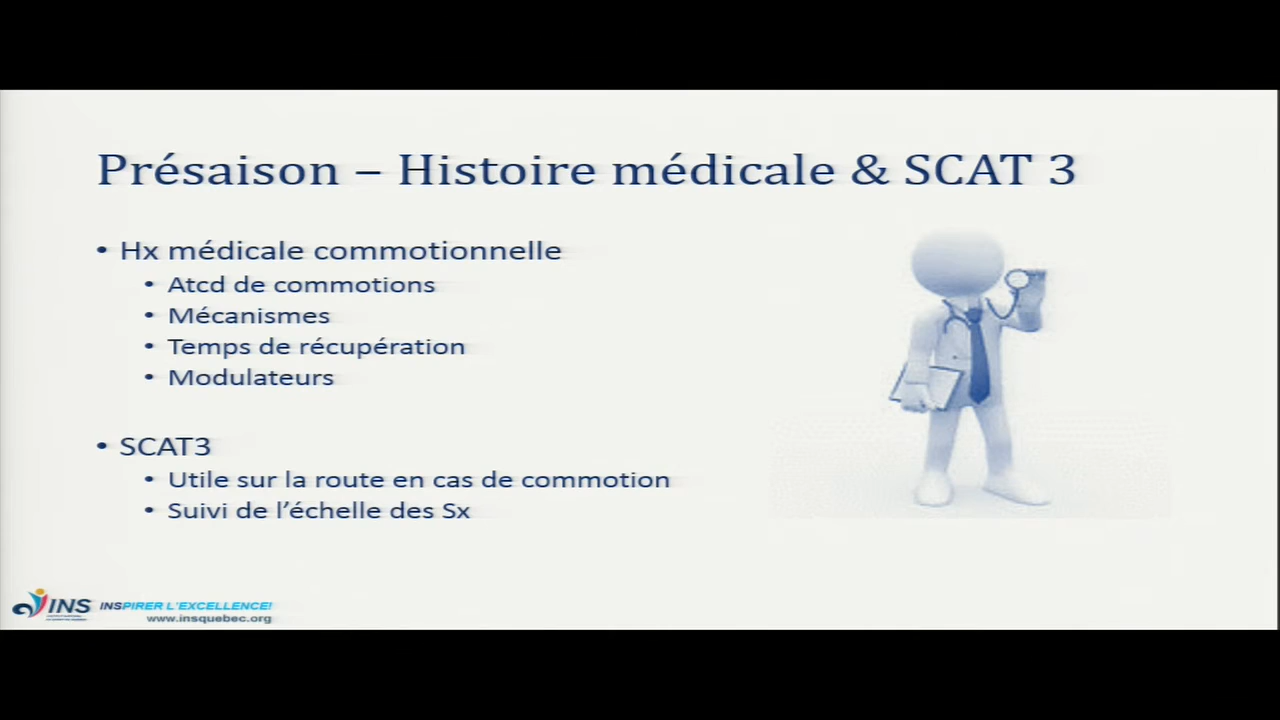 Présaison – Histoire médicale & SCAT 3
• Hx médicale commotionnelle
• Atcd de commotions
• Mécanismes
• Temps de récupération
• Modulateurs
• SCAT3
• Utile sur la route en cas de commotion
• Suivi de l’échelle des Sx
INS INSPIRER L'EXCELLENCE!
www.insquebec.org